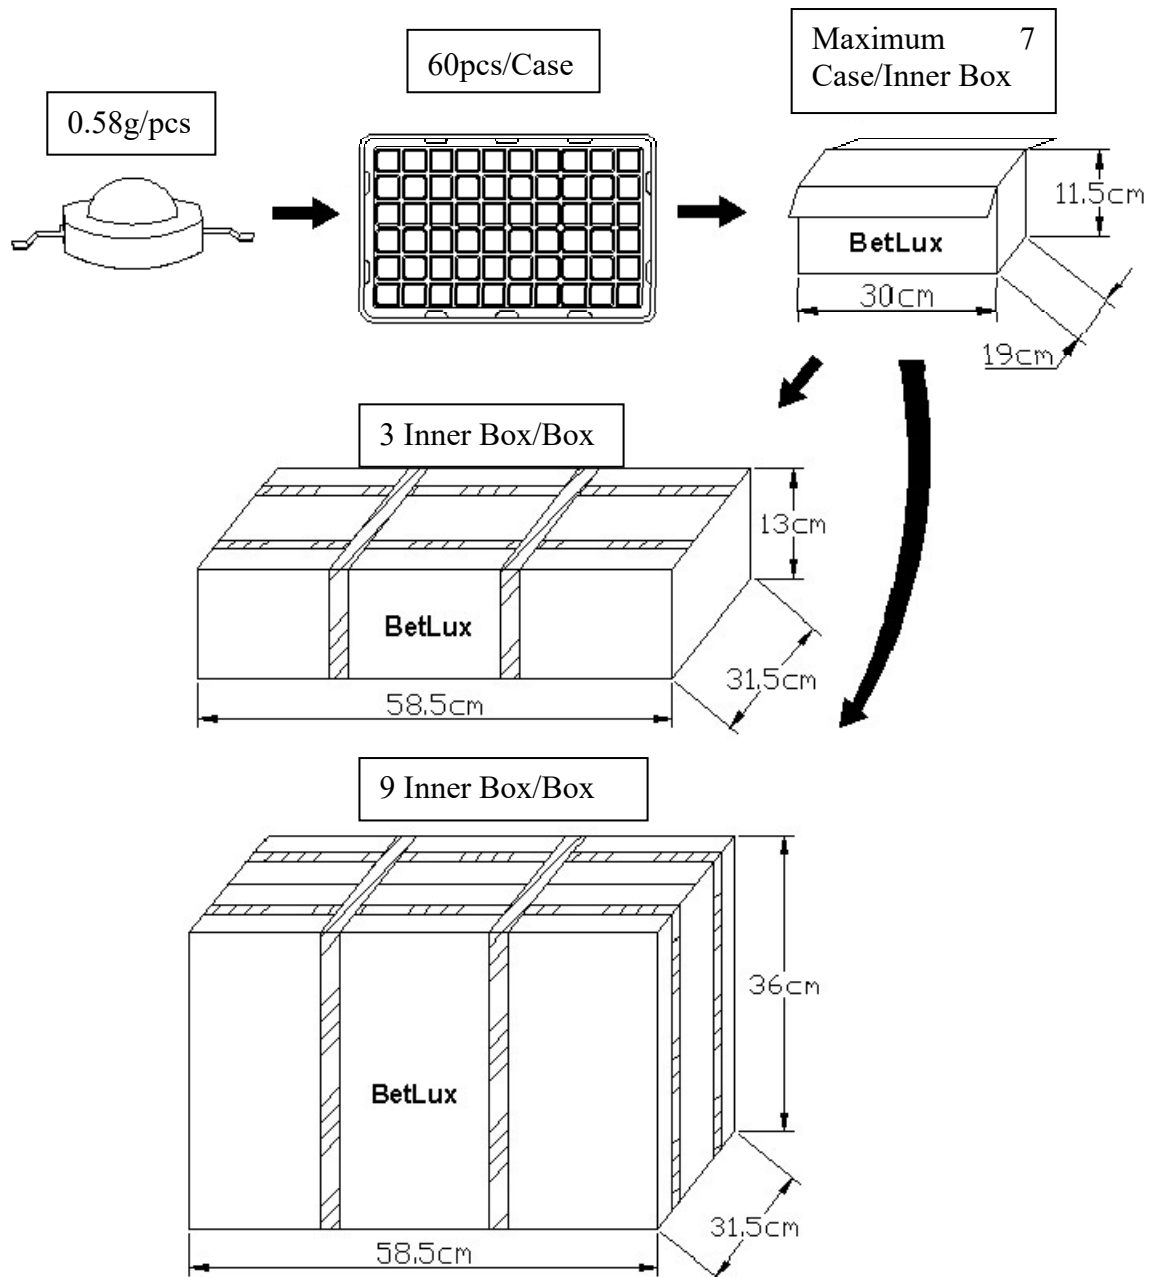 60pcs/Case
Maximum 7
Case/Inner Box
0.58g/pcs
11.5cm
BetLux
30cm
19cm
3 Inner Box/Box
13cm
BetLux
31.5cm
58.5cm
9 Inner Box/Box
36cm
BetLux
31.5cm
58.5cm